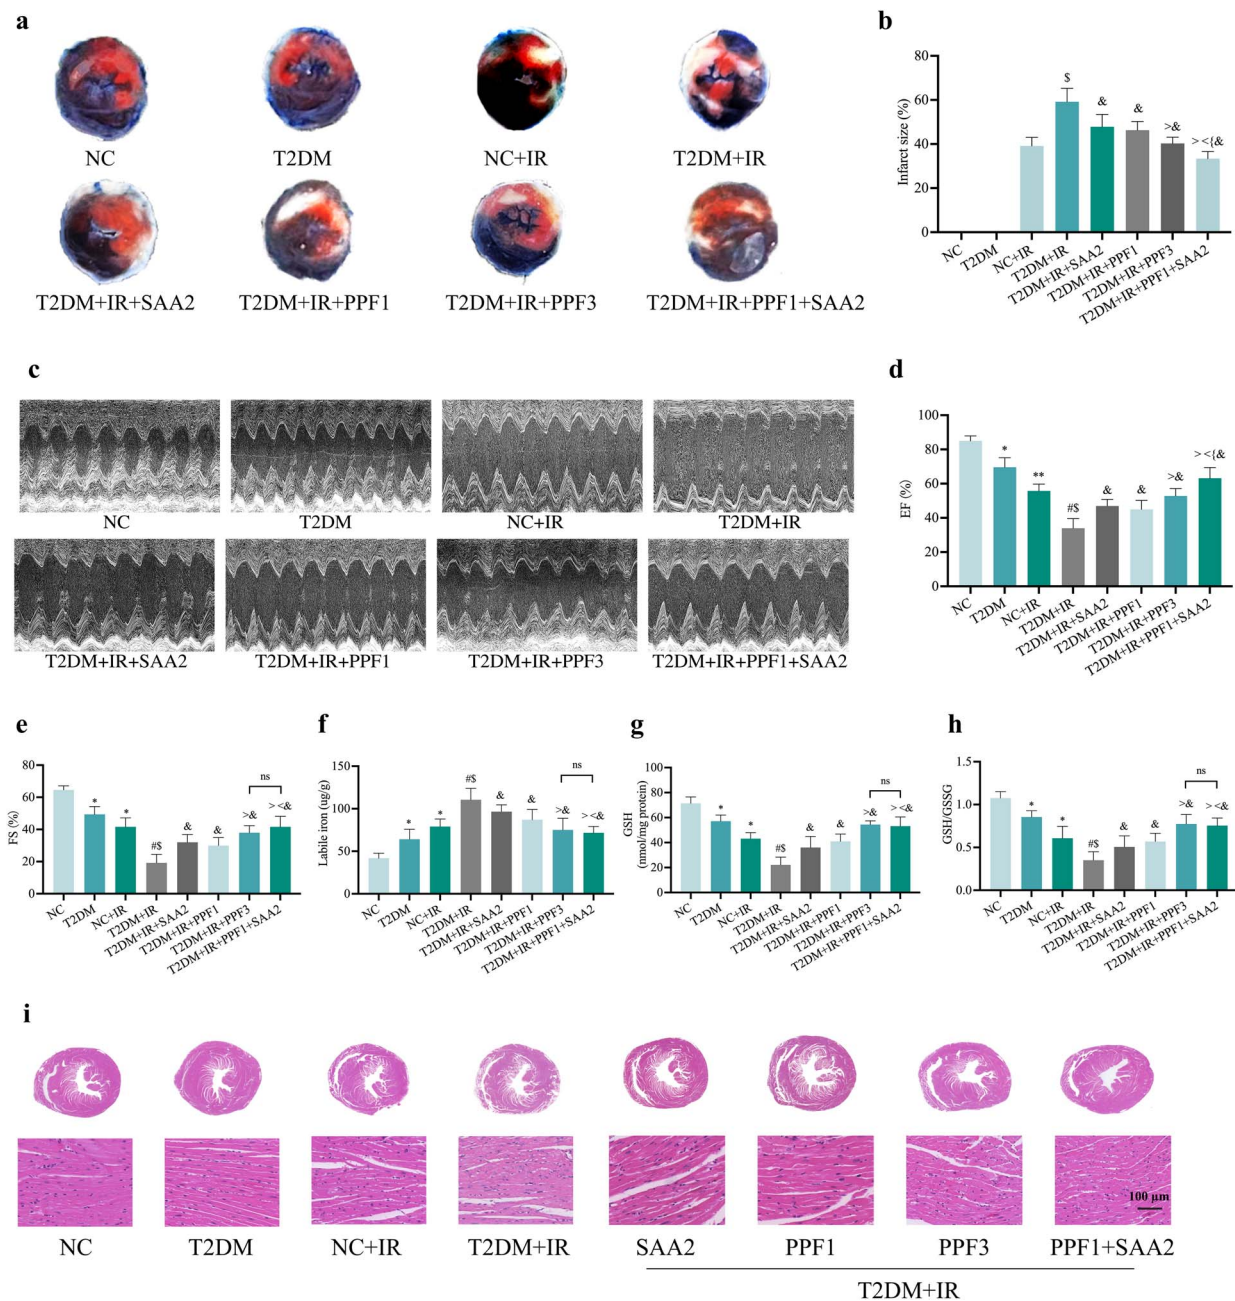 a
NC
T2DM
NC+IR
T2DM+IR
T2DM+IR+SAA2
T2DM+IR+PPF1
T2DM+IR+PPF3
T2DM+IR+PPF1+SAA2
b
Infarct size (%)
80
60
40
20
0
$
&
&
>&
><{&
NC
T2DM
NC+IR
T2DM+IR
T2DM+IR+SAA2
T2DM+IR+PPF1
T2DM+IR+PPF3
T2DM+IR+PPF1+SAA2
c
NC
T2DM
NC+IR
T2DM+IR
T2DM+IR+SAA2
T2DM+IR+PPF1
T2DM+IR+PPF3
T2DM+IR+PPF1+SAA2
d
EF (%)
100
80
60
40
20
0
*
**
#$
&
&
>&
><{&
NC
T2DM
NC+IR
T2DM+IR
T2DM+IR+SAA2
T2DM+IR+PPF1
T2DM+IR+PPF3
T2DM+IR+PPF1+SAA2
e
FS (%)
80
60
40
20
0
*
*
#$
&
&
>&
><&
ns
NC
T2DM
NC+IR
T2DM+IR
T2DM+IR+SAA2
T2DM+IR+PPF1
T2DM+IR+PPF3
T2DM+IR+PPF1+SAA2
f
Labile iron (ug/g)
150
100
50
0
*
*
#$
&
&
>&
><&
ns
NC
T2DM
NC+IR
T2DM+IR
T2DM+IR+SAA2
T2DM+IR+PPF1
T2DM+IR+PPF3
T2DM+IR+PPF1+SAA2
g
GSH
(nmol/mg protein)
100
80
60
40
20
0
*
*
#$
&
&
>&
><&
ns
NC
T2DM
NC+IR
T2DM+IR
T2DM+IR+SAA2
T2DM+IR+PPF1
T2DM+IR+PPF3
T2DM+IR+PPF1+SAA2
h
GSH/GSSG
1.5
1.0
0.5
0.0
*
*
#$
&
&
>&
><&
ns
NC
T2DM
NC+IR
T2DM+IR
T2DM+IR+SAA2
T2DM+IR+PPF1
T2DM+IR+PPF3
T2DM+IR+PPF1+SAA2
i
100 μm
NC
T2DM
NC+IR
T2DM+IR
SAA2
PPF1
PPF3
PPF1+SAA2
T2DM+IR